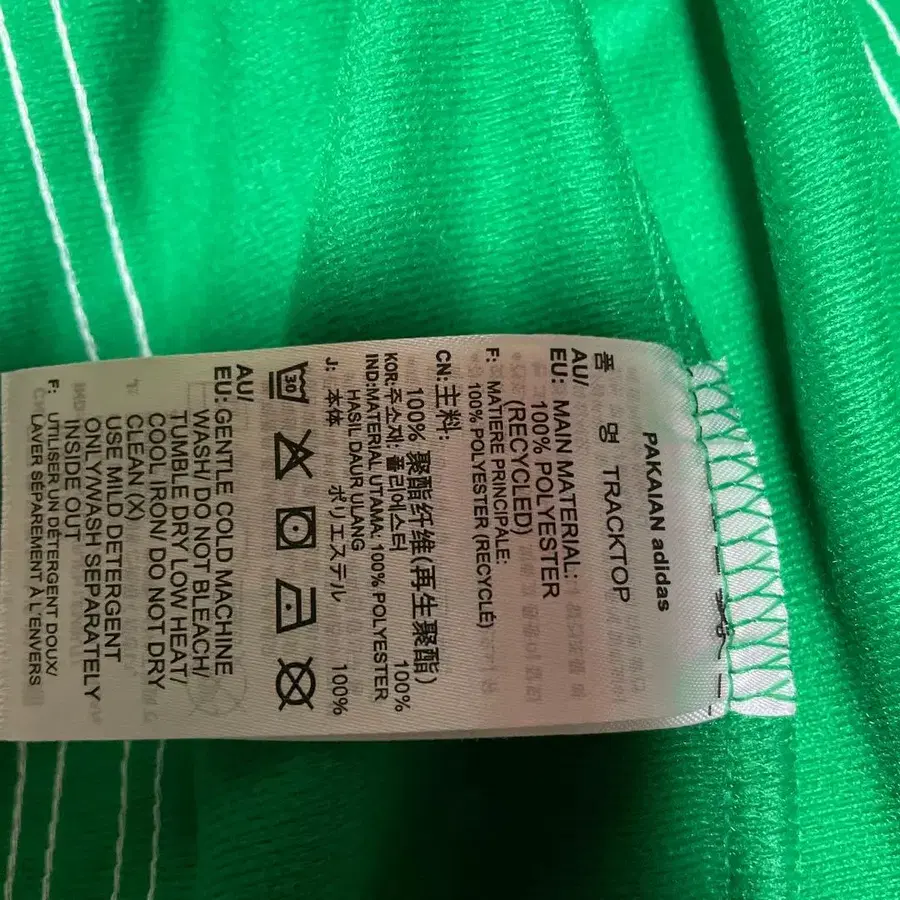 PAKAIAN adidas
품 명 TRACKTOP
AU/
EU: MAIN MATERIAL:
100% POLYESTER
(RECYCLED)
F: MATIERE PRINCIPALE:
100% POLYESTER (RECYCLÉ)
CN:主料:
100% 聚酯纤维(再生聚酯)
KOR:주소재: 폴리에스터 100%
IND:MATERIAL UTAMA: 100% POLYESTER
HASIL DAUR ULANG
J: 本体 ポリエステル 100%
30
AU/
EU: GENTLE COLD MACHINE
WASH/ DO NOT BLEACH/
TUMBLE DRY LOW HEAT/
COOL IRON/ DO NOT DRY
CLEAN (X)
USE MILD DETERGENT
ONLY/WASH SEPARATELY
INSIDE OUT
F: UTILISER UN DÉTERGENT DOUX/
LAVER SÉPAREMENT À L'ENVERS